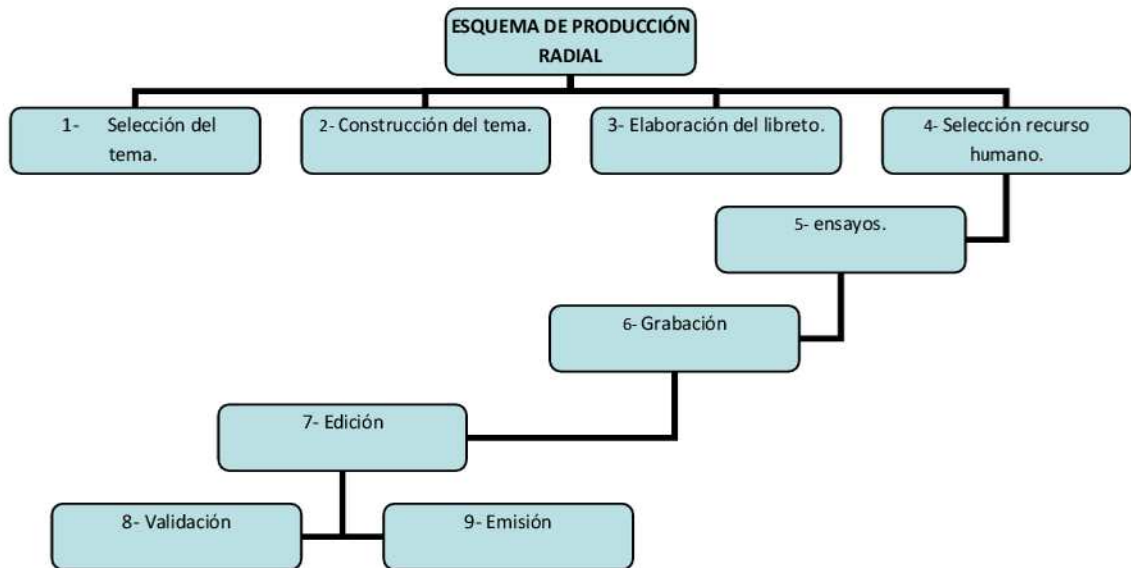 ESQUEMA DE PRODUCCIÓN
RADIAL
1- Selección del
tema.
2- Construcción del tema.
3- Elaboración del libreto.
4- Selección recurso
humano.
5- ensayos.
6- Grabación
7- Edición
8- Validación
9- Emisión